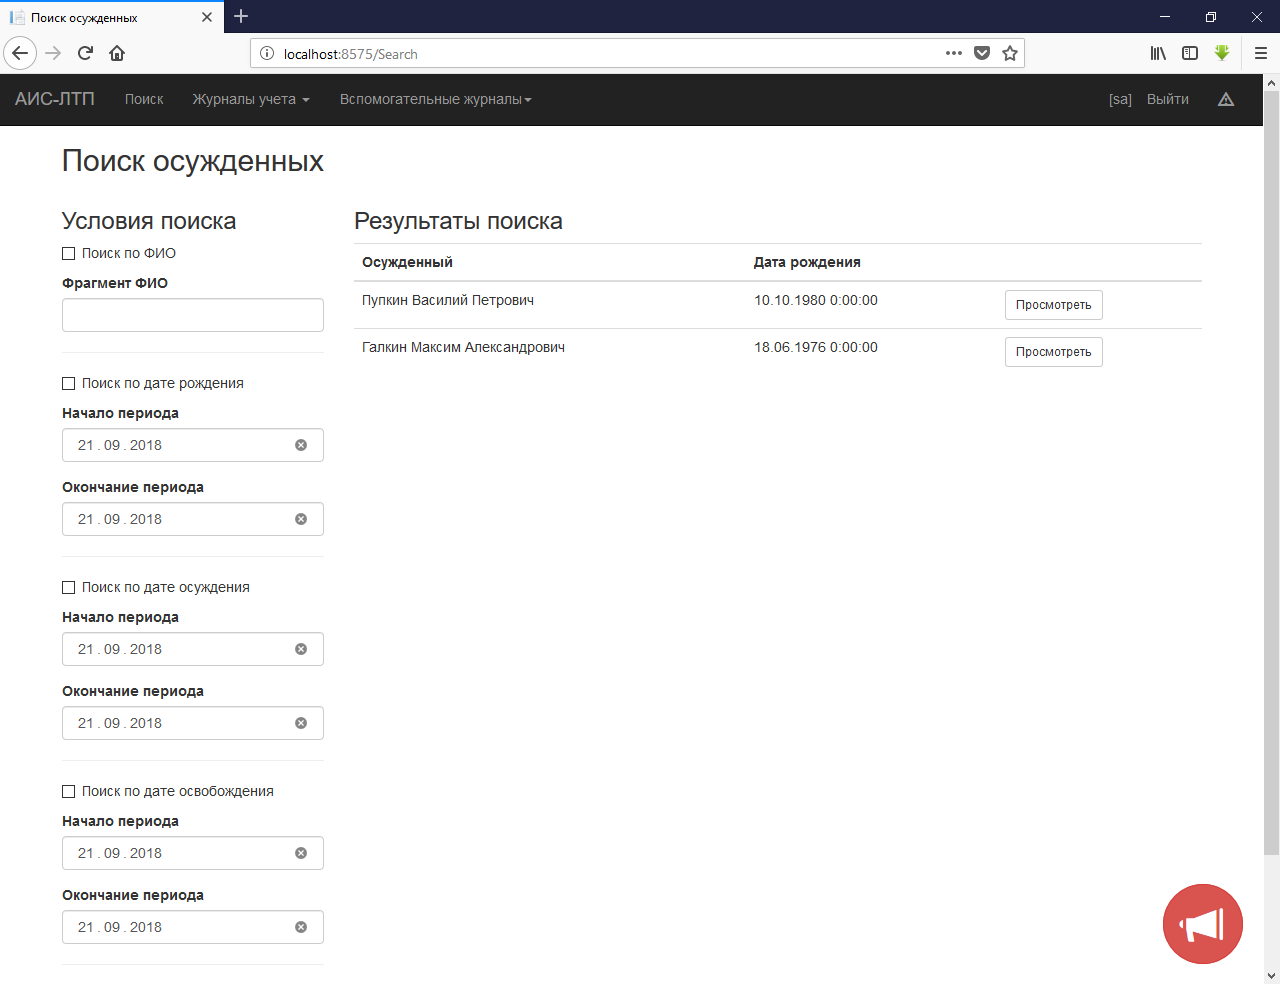 Поиск осужденных
localhost:8575/Search
АИС-ЛТП Поиск Журналы учета Вспомогательные журналы [sa] Выйти
Поиск осужденных
Условия поиска
Поиск по ФИО
Фрагмент ФИО
Поиск по дате рождения
Начало периода
21 . 09 . 2018
Окончание периода
21 . 09 . 2018
Поиск по дате осуждения
Начало периода
21 . 09 . 2018
Окончание периода
21 . 09 . 2018
Поиск по дате освобождения
Начало периода
21 . 09 . 2018
Окончание периода
21 . 09 . 2018
Результаты поиска
Осужденный Дата рождения
Пупкин Василий Петрович 10.10.1980 0:00:00 Просмотреть
Галкин Максим Александрович 18.06.1976 0:00:00 Просмотреть